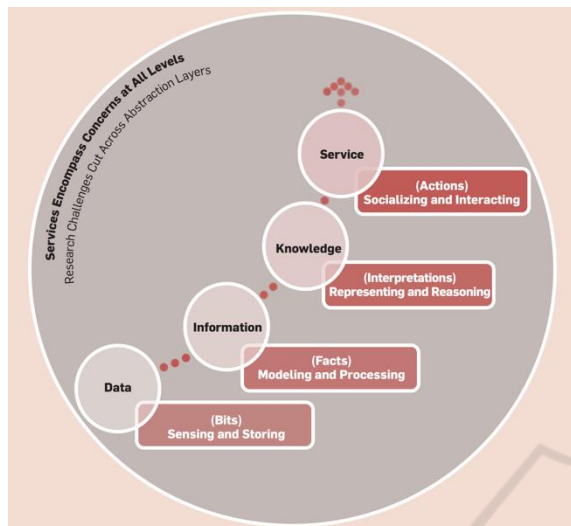 Services Encompass Concerns at All Levels
Research Challenges Cut Across Abstraction Layers
Service
(Actions)
Socializing and Interacting
Knowledge
(Interpretations)
Representing and Reasoning
Information
(Facts)
Modeling and Processing
Data
(Bits)
Sensing and Storing